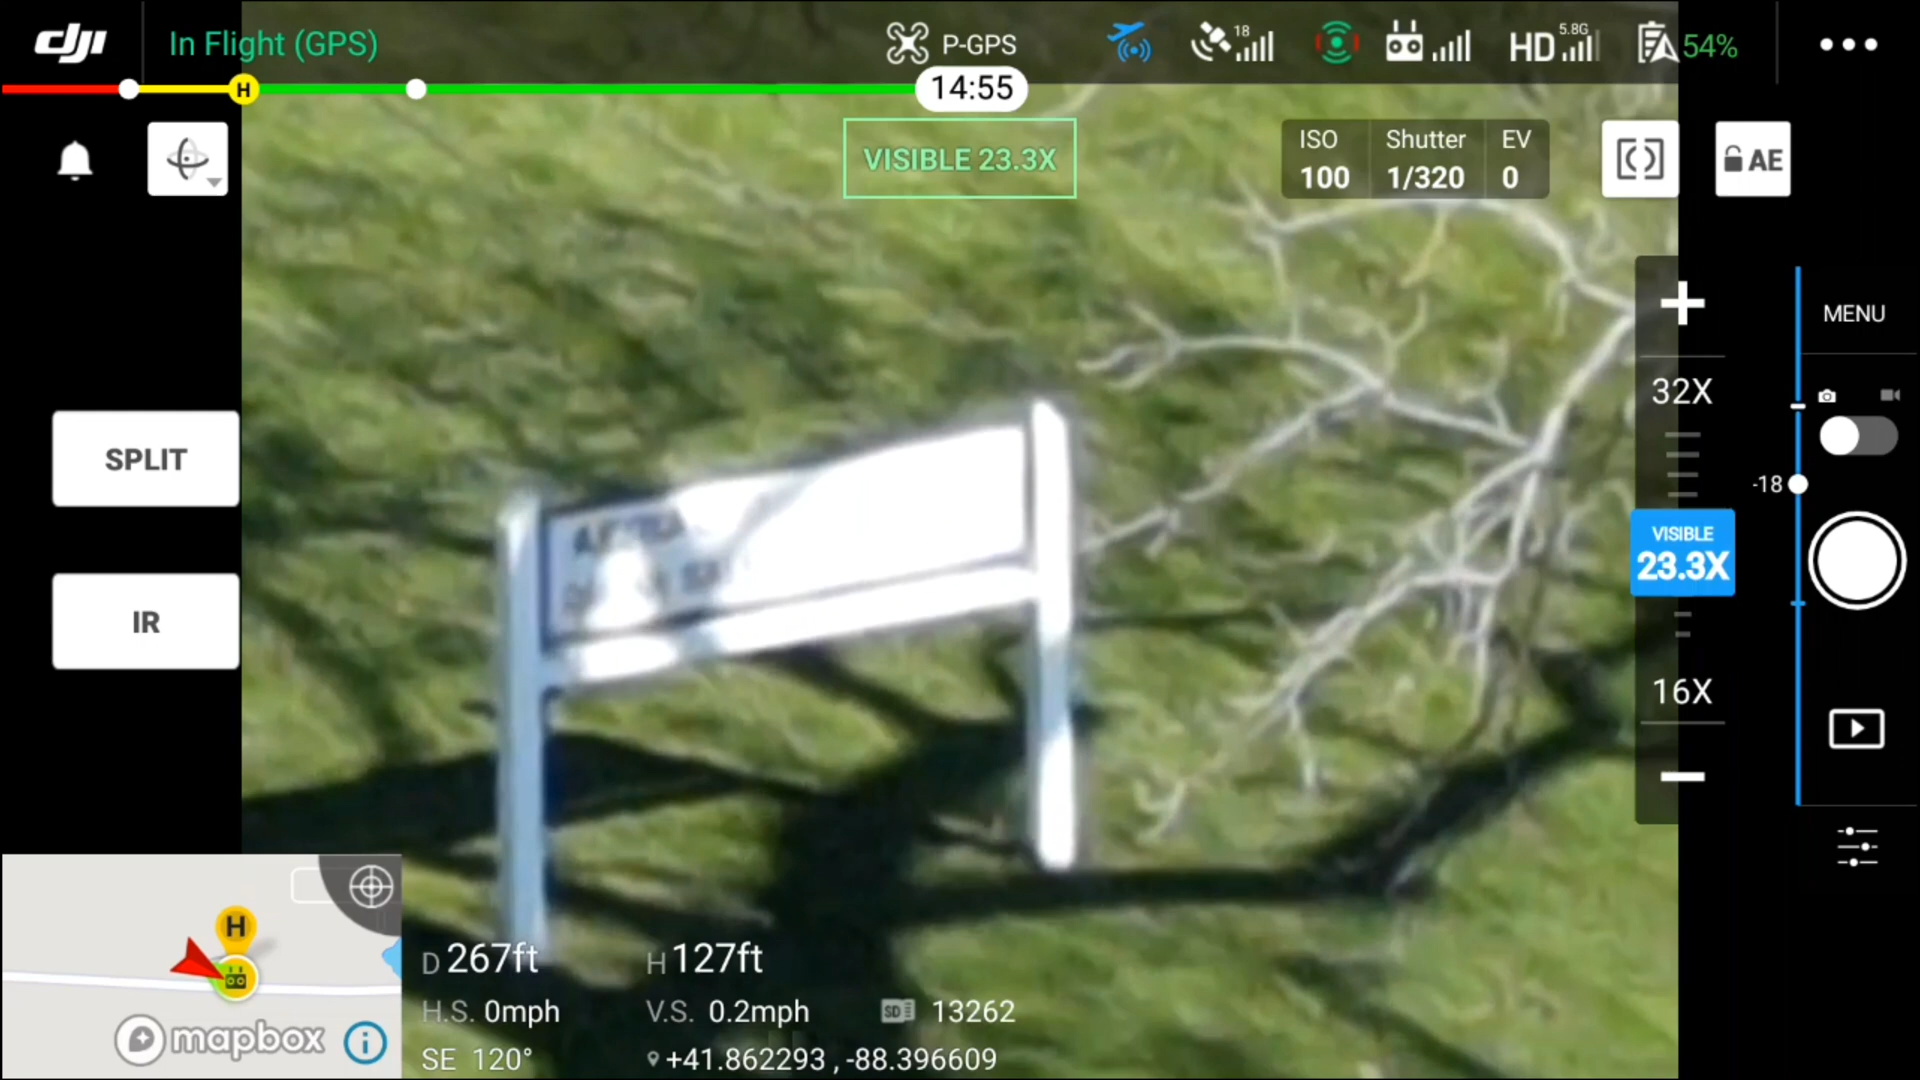 dji In Flight (GPS) P-GPS 18 HD 5.8G 54%
H 14:55
VISIBLE 23.3X
ISO Shutter EV
100 1/320 0
AE
MENU
32X
SPLIT
-18
VISIBLE
23.3X
IR
16X
H
D 267ft H 127ft
H.S. 0mph V.S. 0.2mph SD 13262
mapbox i
SE 120° +41.862293 , -88.396609